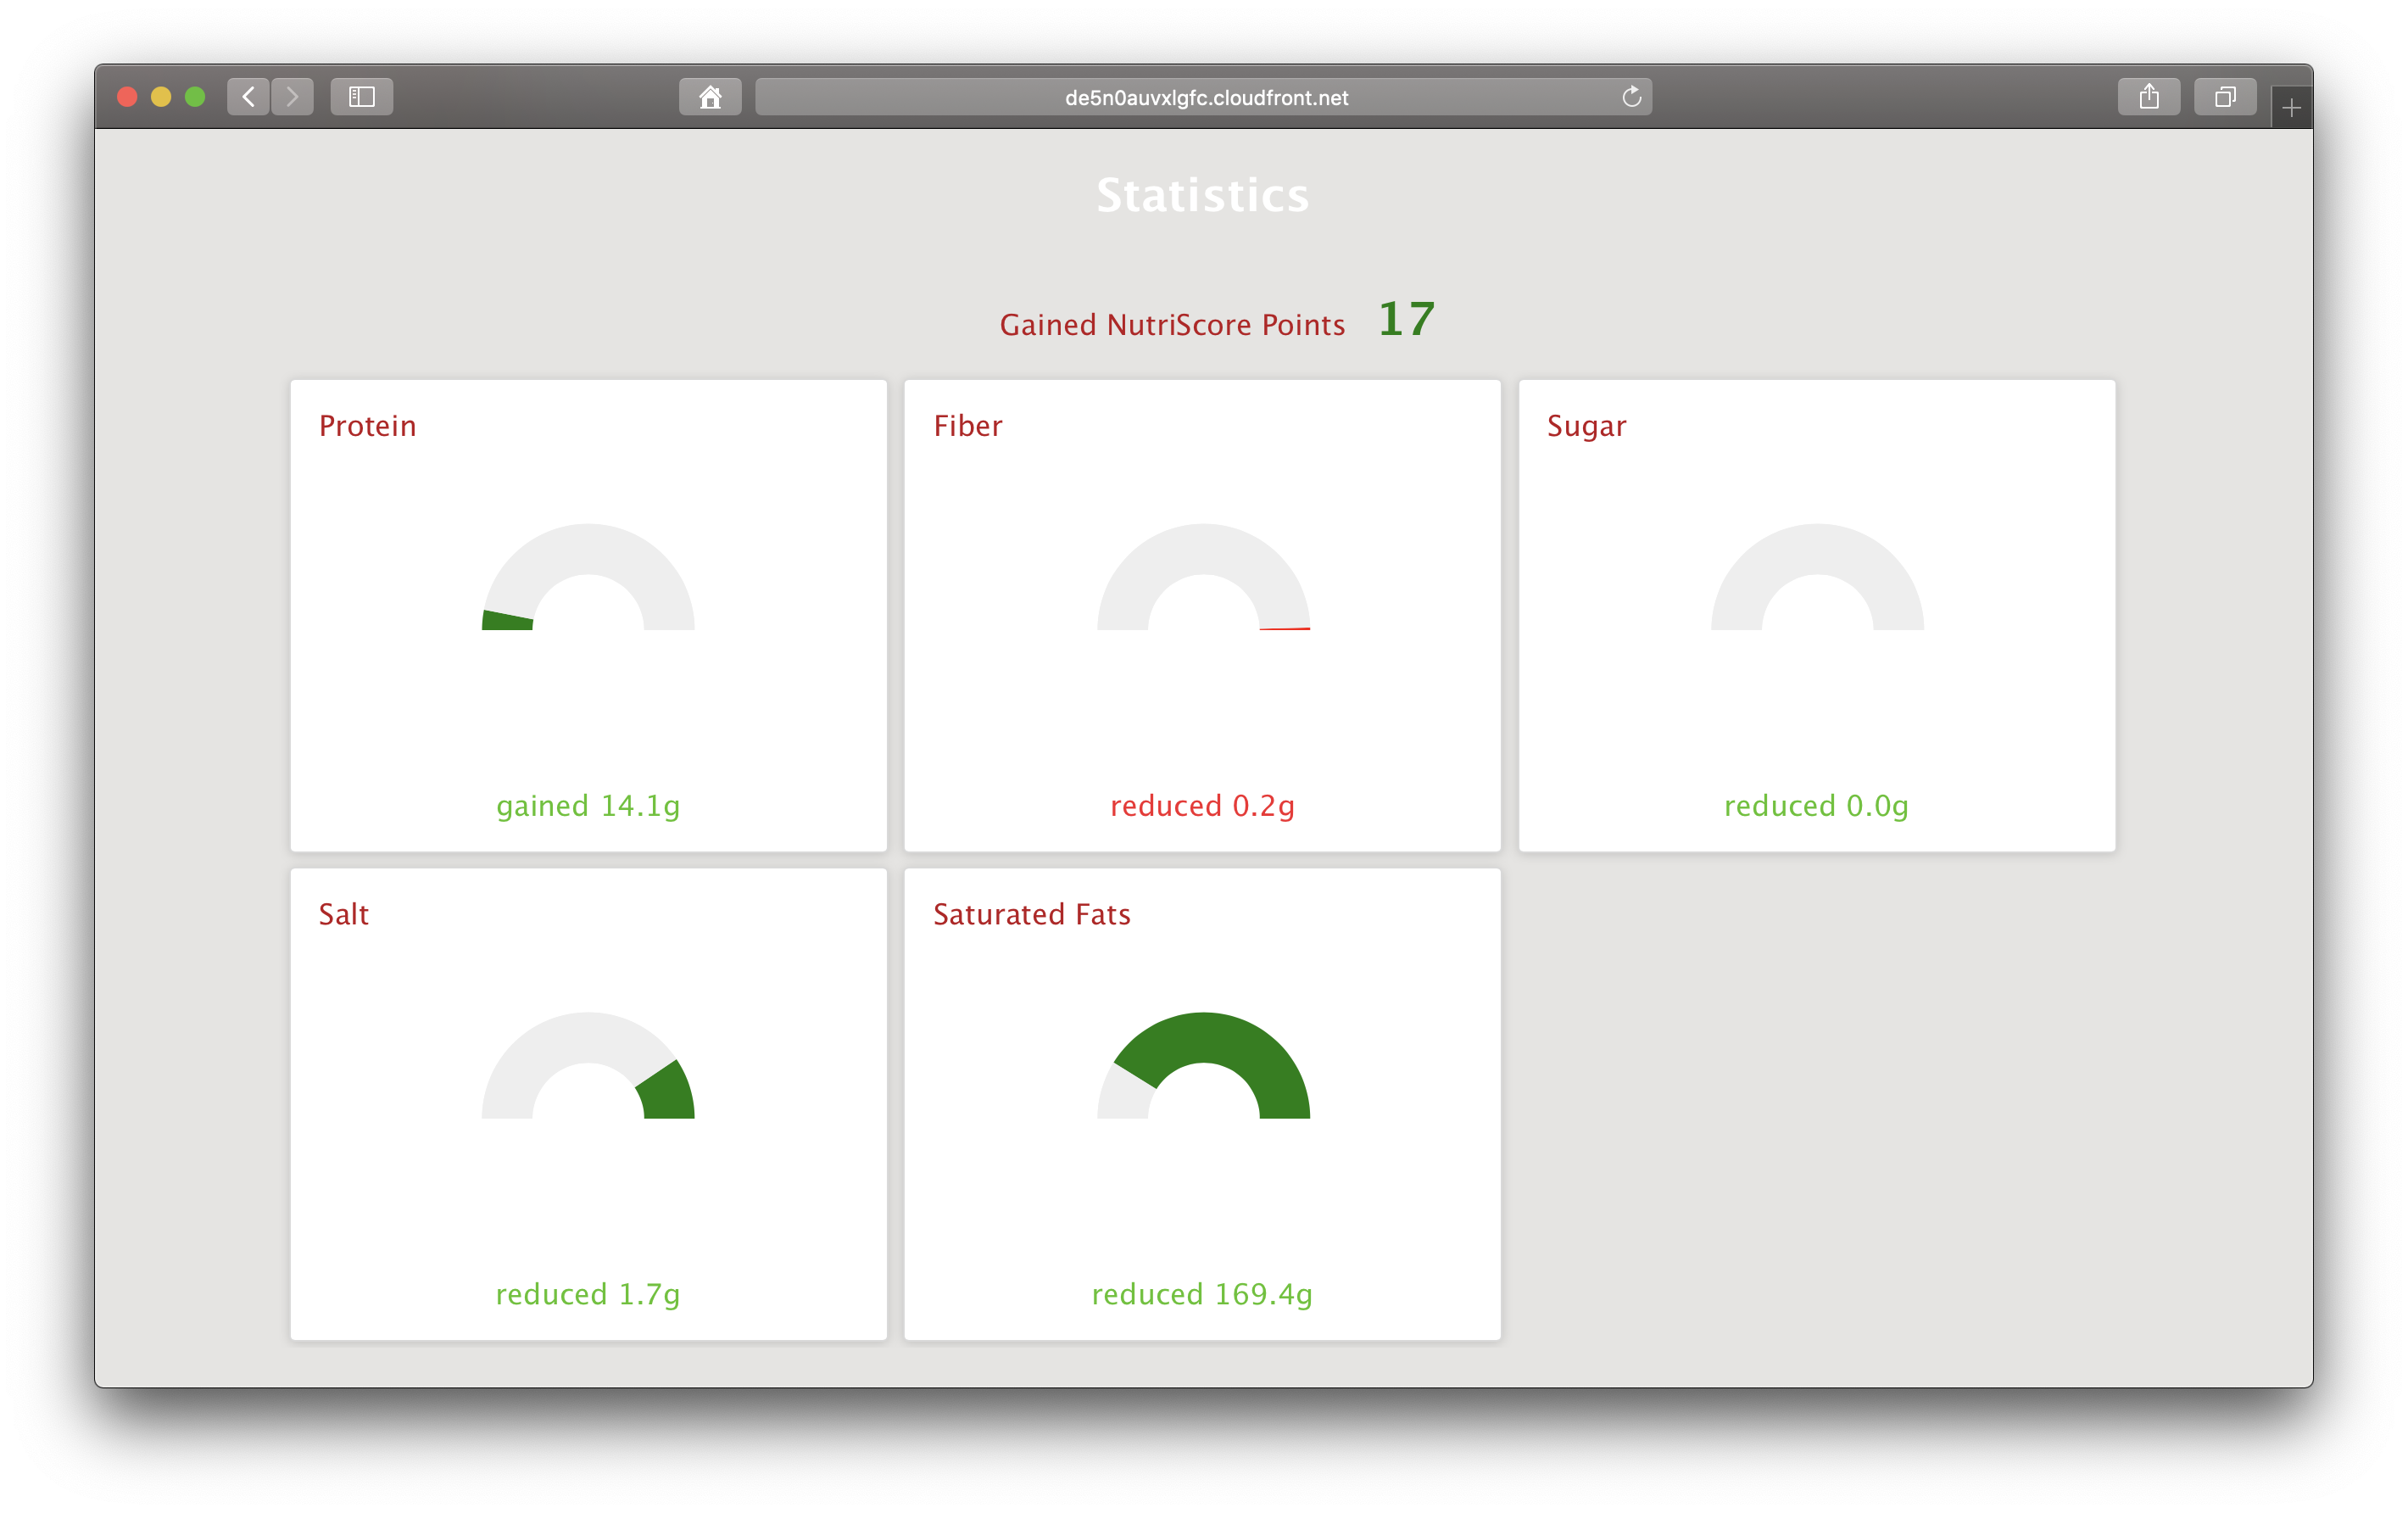 de5n0auvxlgfc.cloudfront.net
Statistics
Gained NutriScore Points 17
Protein
gained 14.1g
Fiber
reduced 0.2g
Sugar
reduced 0.0g
Salt
reduced 1.7g
Saturated Fats
reduced 169.4g